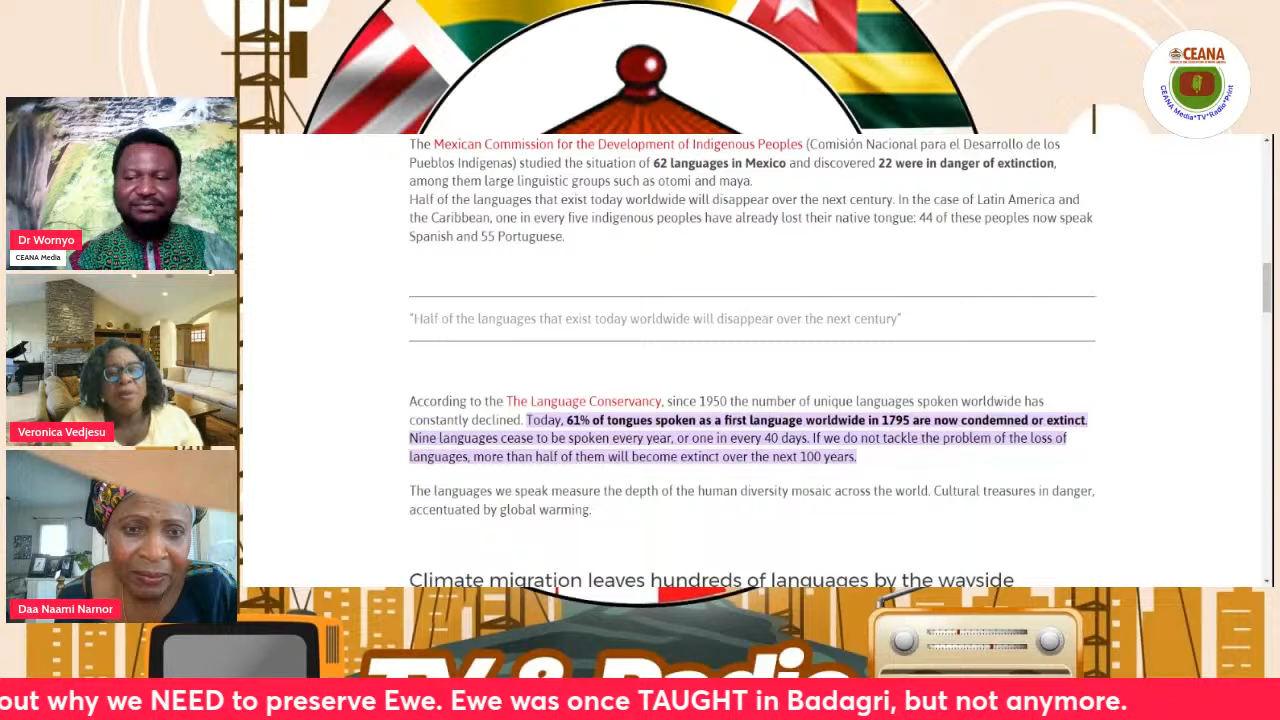 CEANA
CEANA Media*TV*Radio*Print
The Mexican Commission for the Development of Indigenous Peoples (Comisión Nacional para el Desarrollo de los
Pueblos Indígenas) studied the situation of 62 languages in Mexico and discovered 22 were in danger of extinction,
among them large linguistic groups such as otomi and maya.
Half of the languages that exist today worldwide will disappear over the next century. In the case of Latin America and
the Caribbean, one in every five indigenous peoples have already lost their native tongue: 44 of these peoples now speak
Spanish and 55 Portuguese.
"Half of the languages that exist today worldwide will disappear over the next century"
According to the The Language Conservancy, since 1950 the number of unique languages spoken worldwide has
constantly declined. Today, 61% of tongues spoken as a first language worldwide in 1795 are now condemned or extinct.
Nine languages cease to be spoken every year, or one in every 40 days. If we do not tackle the problem of the loss of
languages, more than half of them will become extinct over the next 100 years.
The languages we speak measure the depth of the human diversity mosaic across the world. Cultural treasures in danger,
accentuated by global warming.
Climate migration leaves hundreds of languages by the wayside
Dr Wornyo
CEANA Media
Veronica Vedjesu
Daa Naami Narnor
TV & Radio
out why we NEED to preserve Ewe. Ewe was once TAUGHT in Badagri, but not anymore.